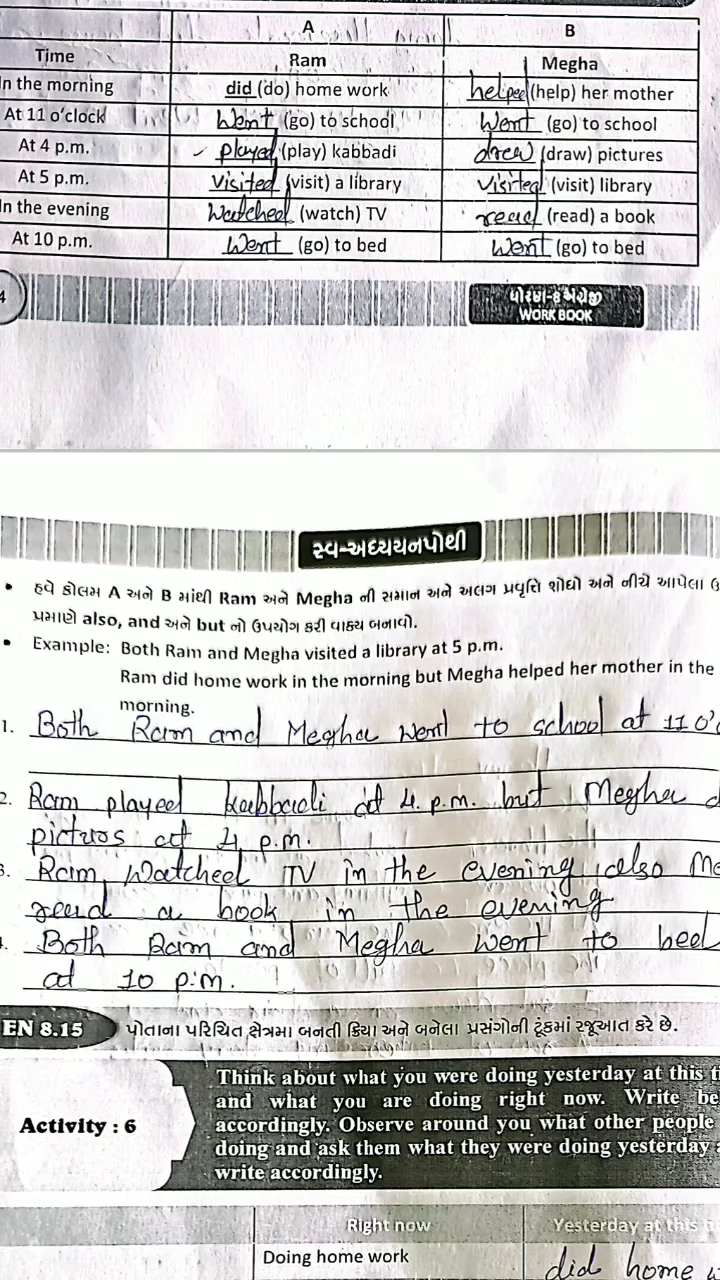 A B
Time Ram Megha
In the morning did (do) home work helped (help) her mother
At 11 o'clock Went (go) to school Went (go) to school
At 4 p.m. played (play) kabbadi drew (draw) pictures
At 5 p.m. visited (visit) a library visited (visit) library
In the evening Watched (watch) TV read (read) a book
At 10 p.m. Went (go) to bed Went (go) to bed
4
ધોરણ-8 અંગ્રેજી
WORK BOOK
સ્વ-અધ્યયનપોથી
• હવે કોલમ A અને B માંથી Ram અને Megha ની સમાન અને અલગ પ્રવૃત્તિ શોધો અને નીચે આપેલા
પ્રમાણે also, and અને but નો ઉપયોગ કરી વાક્ય બનાવો.
• Example: Both Ram and Megha visited a library at 5 p.m.
Ram did home work in the morning but Megha helped her mother in the
morning.
1. Both Ram and Megha went to school at 11 o'c
2. Ram played kabbadi at 4 p.m. but Megha d
picturos at 4 p.m.
3. Ram Watched TV in the evening also Me
read a book in the evening
4. Both Ram and Megha went to bed
at 10 p.m.
EN 8.15 પોતાના પરિચિત ક્ષેત્રમા બનતી ક્રિયા અને બનેલા પ્રસંગોની ટૂંકમાં રજૂઆત કરે છે.
Activity : 6
Think about what you were doing yesterday at this ti
and what you are doing right now. Write be
accordingly. Observe around you what other people
doing and ask them what they were doing yesterday
write accordingly.
Right now Yesterday at this ti
Doing home work did home